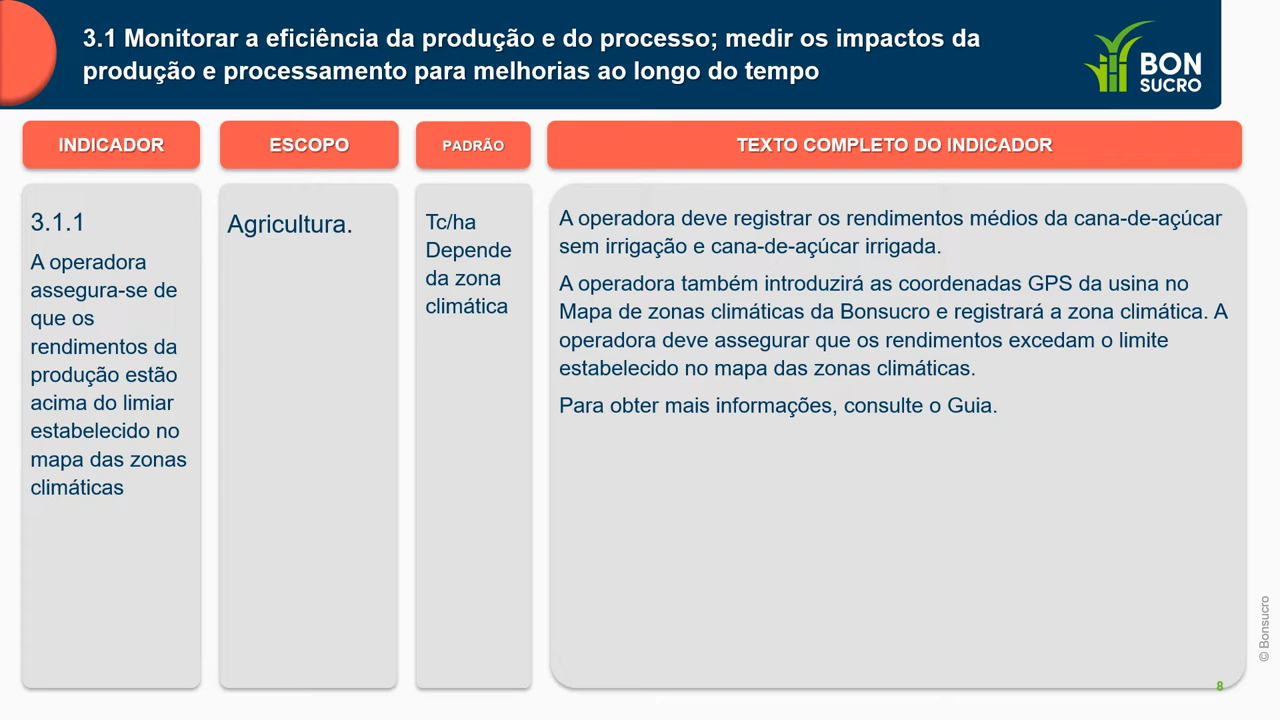 3.1 Monitorar a eficiência da produção e do processo; medir os impactos da
produção e processamento para melhorias ao longo do tempo
BON
SUCRO
INDICADOR
ESCOPO
PADRÃO
TEXTO COMPLETO DO INDICADOR
3.1.1
A operadora
assegura-se de
que os
rendimentos da
produção estão
acima do limiar
estabelecido no
mapa das zonas
climáticas
Agricultura.
Tc/ha
Depende
da zona
climática
A operadora deve registrar os rendimentos médios da cana-de-açúcar
sem irrigação e cana-de-açúcar irrigada.
A operadora também introduzirá as coordenadas GPS da usina no
Mapa de zonas climáticas da Bonsucro e registrará a zona climática. A
operadora deve assegurar que os rendimentos excedam o limite
estabelecido no mapa das zonas climáticas.
Para obter mais informações, consulte o Guia.
© Bonsucro
8